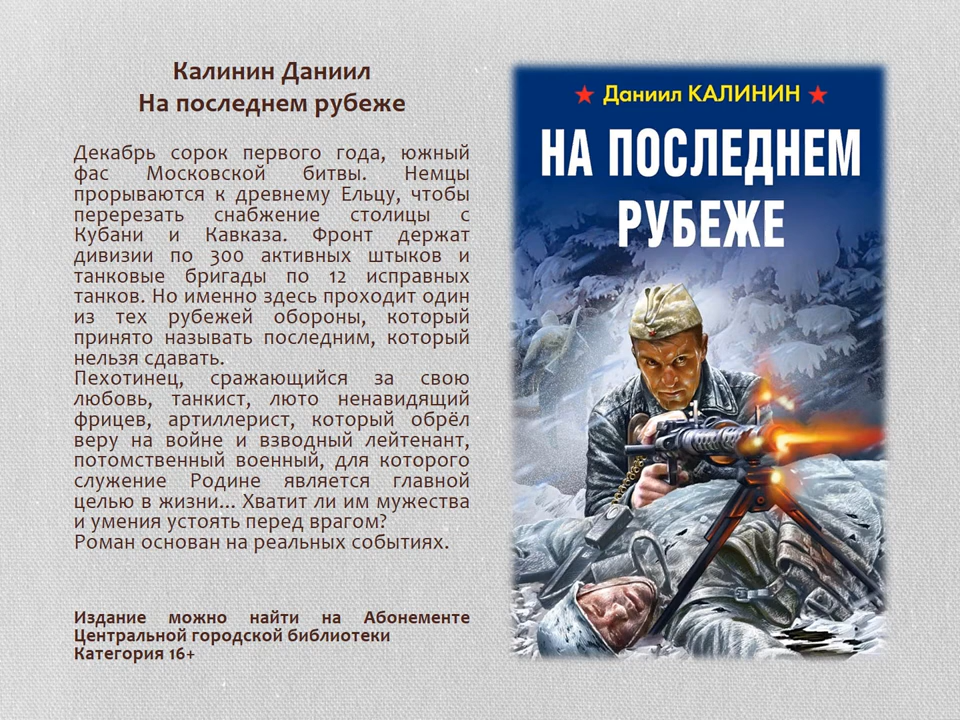 Калинин Даниил
На последнем рубеже
Декабрь сорок первого года, южный
фас Московской битвы. Немцы
прорываются к древнему Ельцу, чтобы
перерезать снабжение столицы с
Кубани и Кавказа. Фронт держат
дивизии по 300 активных штыков и
танковые бригады по 12 исправных
танков. Но именно здесь проходит один
из тех рубежей обороны, который
принято называть последним, который
нельзя сдавать.
Пехотинец, сражающийся за свою
любовь, танкист, люто ненавидящий
фрицев, артиллерист, который обрёл
веру на войне и взводный лейтенант,
потомственный военный, для которого
служение Родине является главной
целью в жизни... Хватит ли им мужества
и умения устоять перед врагом?
Роман основан на реальных событиях.
Издание можно найти на Абонементе
Центральной городской библиотеки
Категория 16+
Даниил КАЛИНИН
НА ПОСЛЕДНЕМ
РУБЕЖЕ